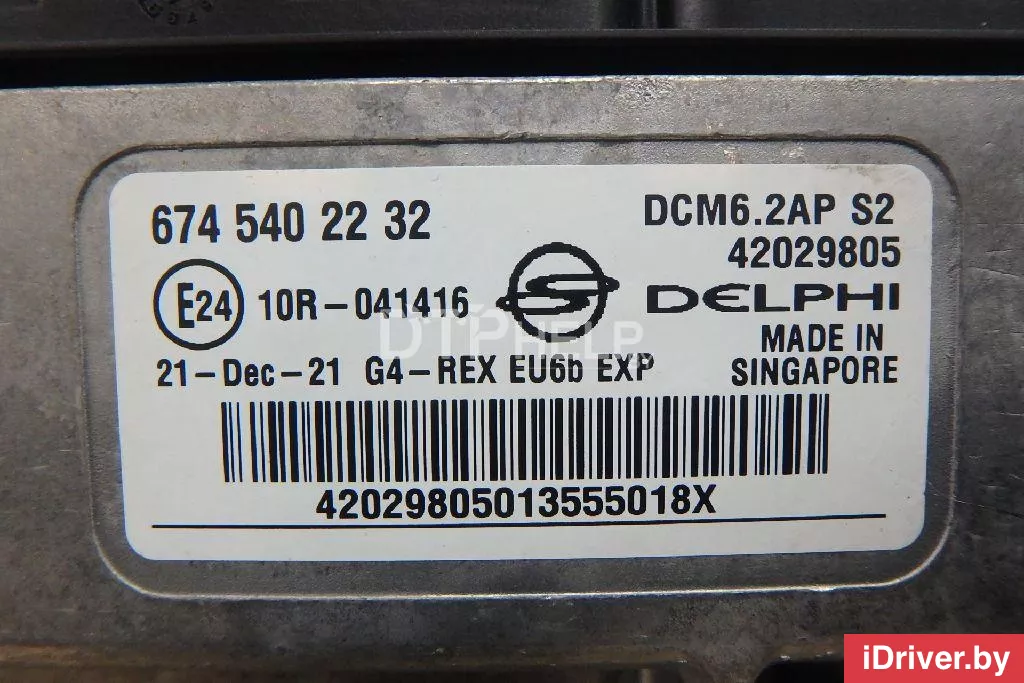 674 540 22 32
DCM6.2AP S2
42029805
E24 10R-041416
DELPHI
DTPHELP
MADE IN
SINGAPORE
21-Dec-21 G4-REX EU6b EXP
42029805013555018X
iDriver.by